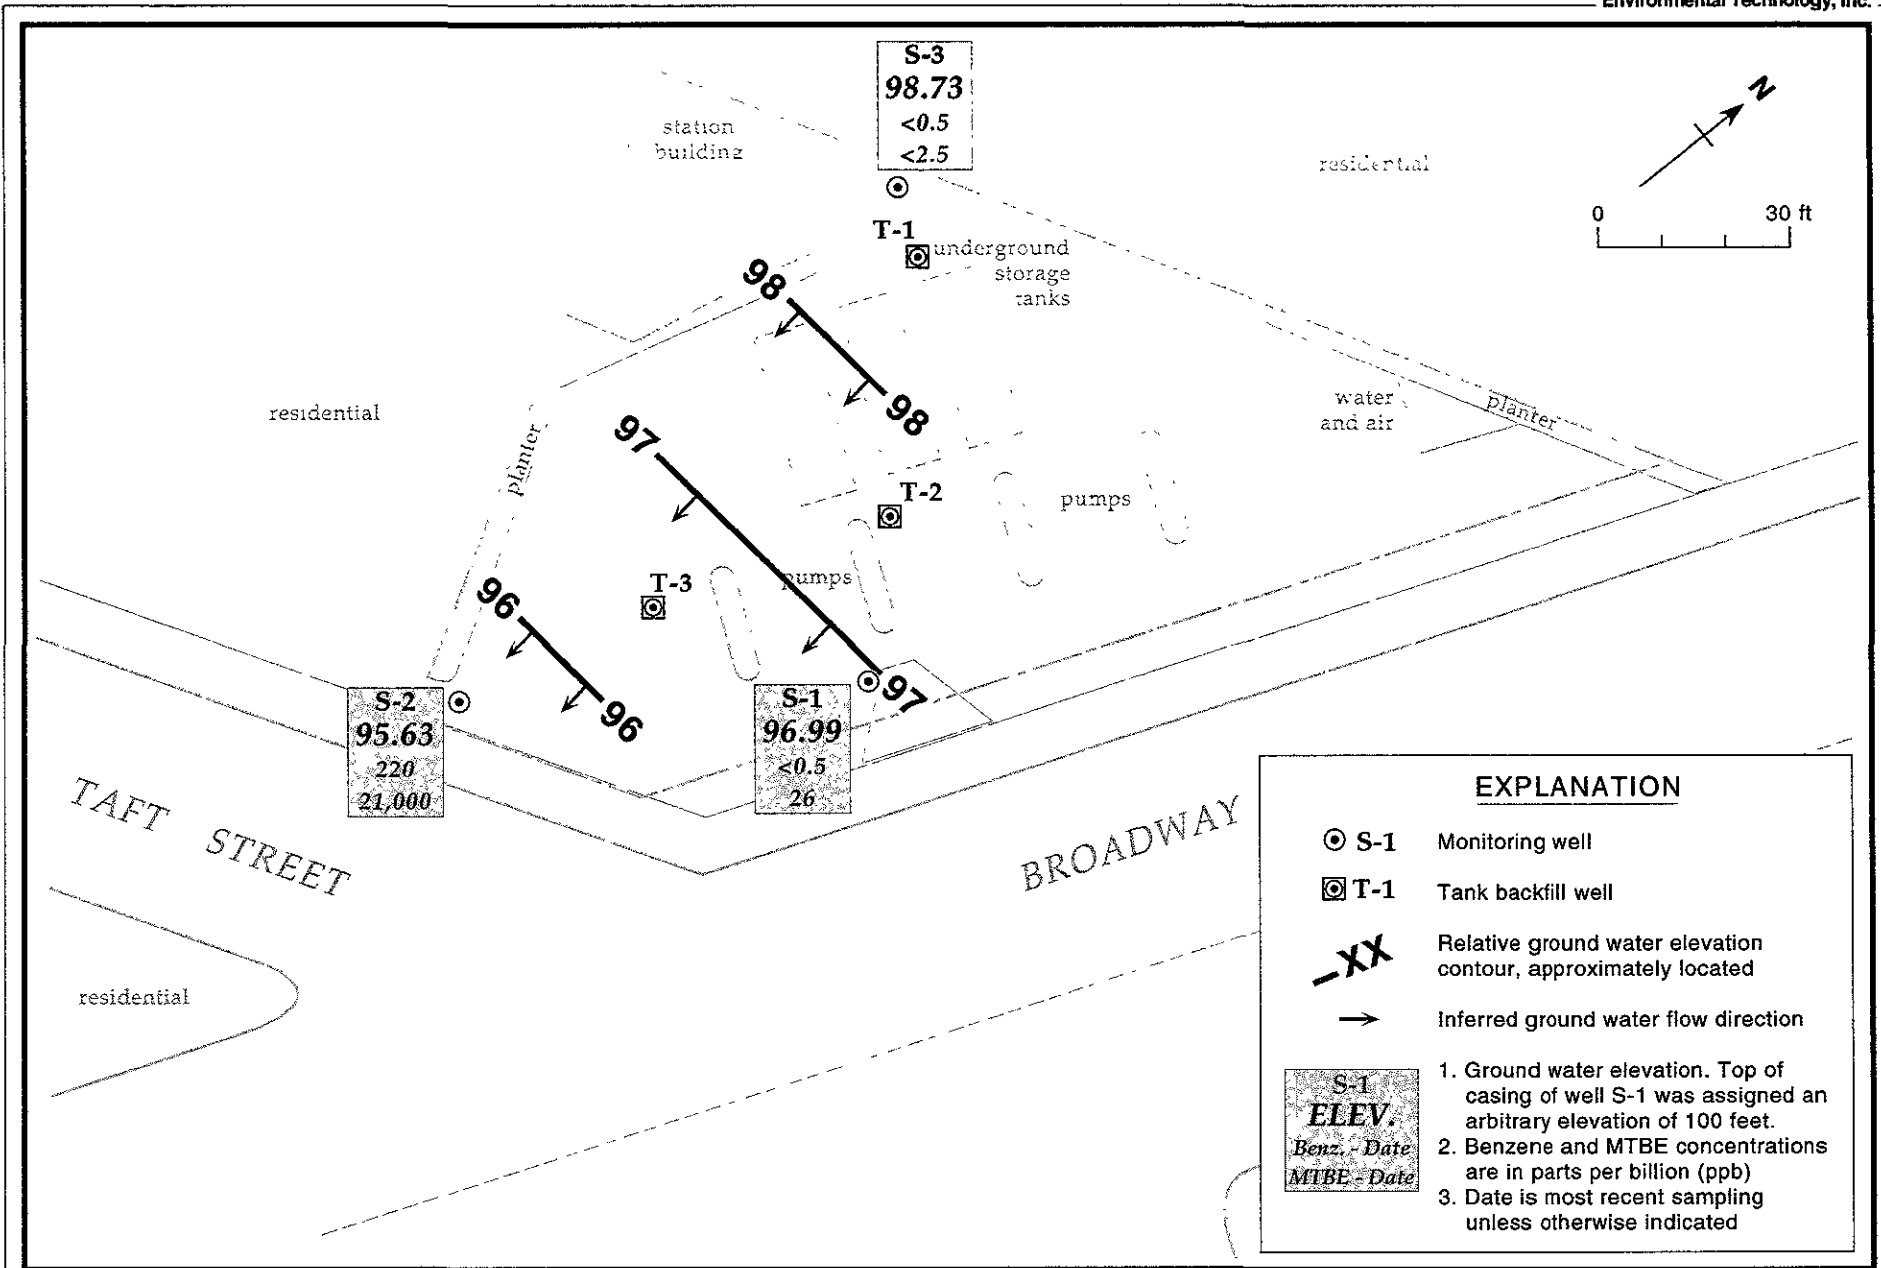 Environmental Technology, Inc.
S-3
98.73
<0.5
<2.5
N
station
building
residential
0 30 ft
T-1
underground
storage
tanks
98
98
residential
planter
97
water
and air
planter
T-2
pumps
pumps
T-3
96
96
97
S-2
95.63
220
21,000
S-1
96.99
<0.5
26
TAFT STREET
BROADWAY
residential
EXPLANATION
S-1 Monitoring well
T-1 Tank backfill well
XX Relative ground water elevation
contour, approximately located
Inferred ground water flow direction
S-1
ELEV.
Benz. - Date
MTBE - Date
1. Ground water elevation. Top of
casing of well S-1 was assigned an
arbitrary elevation of 100 feet.
2. Benzene and MTBE concentrations
are in parts per billion (ppb)
3. Date is most recent sampling
unless otherwise indicated